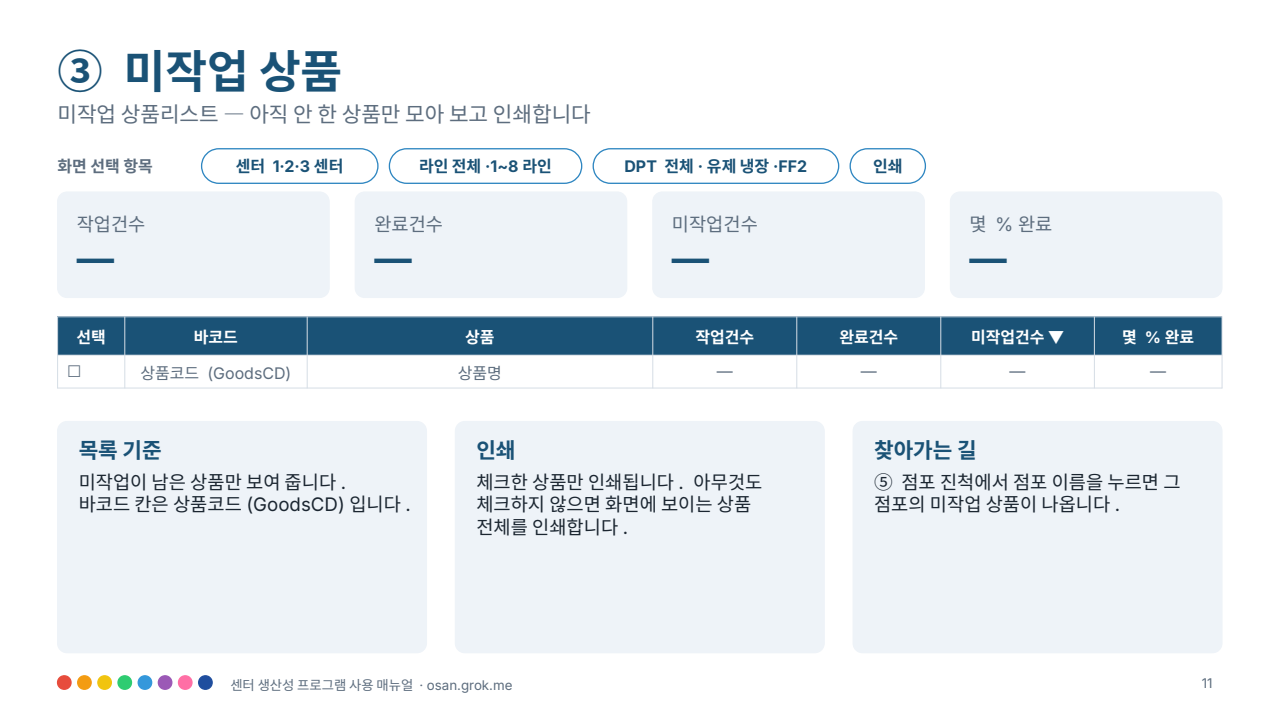 ③ 미작업 상품
미작업 상품리스트 — 아직 안 한 상품만 모아 보고 인쇄합니다
화면 선택 항목
센터 1·2·3 센터
라인 전체 ·1~8 라인
DPT 전체 · 유제 냉장 ·FF2
인쇄
작업건수
—
완료건수
—
미작업건수
—
몇 % 완료
—
선택 바코드 상품 작업건수 완료건수 미작업건수 ▼ 몇 % 완료
☐ 상품코드 (GoodsCD) 상품명 — — — —
목록 기준
미작업이 남은 상품만 보여 줍니다 .
바코드 칸은 상품코드 (GoodsCD) 입니다 .
인쇄
체크한 상품만 인쇄됩니다 . 아무것도
체크하지 않으면 화면에 보이는 상품
전체를 인쇄합니다 .
찾아가는 길
⑤ 점포 진척에서 점포 이름을 누르면 그
점포의 미작업 상품이 나옵니다 .
센터 생산성 프로그램 사용 매뉴얼 · osan.grok.me
11